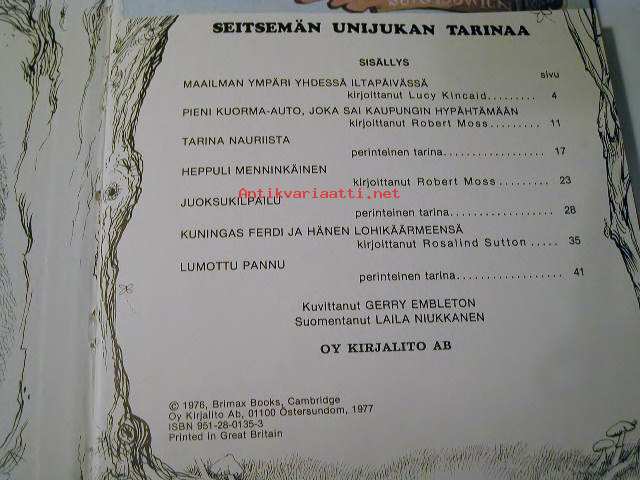 SEITSEMÄN UNIJUKAN TARINAA
SISÄLLYS
sivu
MAAILMAN YMPÄRI YHDESSÄ ILTAPÄIVÄSSÄ
kirjoittanut Lucy Kincaid......... 4
PIENI KUORMA-AUTO, JOKA SAI KAUPUNGIN HYPÄHTÄMÄÄN
kirjoittanut Robert Moss......... 11
TARINA NAURIISTA
perinteinen tarina................. 17
HEPPULI MENNINKÄINEN
kirjoittanut Robert Moss......... 23
Antikvariaatti.net
JUOKSUKILPAILU
perinteinen tarina................. 28
KUNINGAS FERDI JA HÄNEN LOHIKÄÄRMEENSÄ
kirjoittanut Rosalind Sutton ..... 35
LUMOTTU PANNU
perinteinen tarina................. 41
Kuvittanut GERRY EMBLETON
Suomentanut LAILA NIUKKANEN
OY KIRJALITO AB
© 1976, Brimax Books, Cambridge
Oy Kirjalito Ab, 01100 Östersundom, 1977
ISBN 951-28-0135-3
Printed in Great Britain